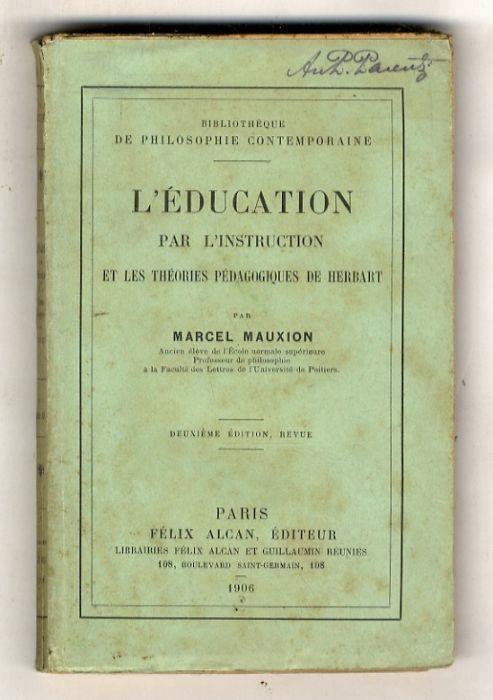 BIBLIOTHÈQUE
DE PHILOSOPHIE CONTEMPORAINE
L'ÉDUCATION
PAR L'INSTRUCTION
ET LES THÉORIES PÉDAGOGIQUES DE HERBART
PAR
MARCEL MAUXION
Ancien élève de l'École normale supérieure
Professeur de philosophie
à la Faculté des Lettres de l'Université de Poitiers.
DEUXIÈME ÉDITION, REVUE
PARIS
FÉLIX ALCAN, ÉDITEUR
LIBRAIRIES FÉLIX ALCAN ET GUILLAUMIN RÉUNIES
108, BOULEVARD SAINT-GERMAIN, 108
1906